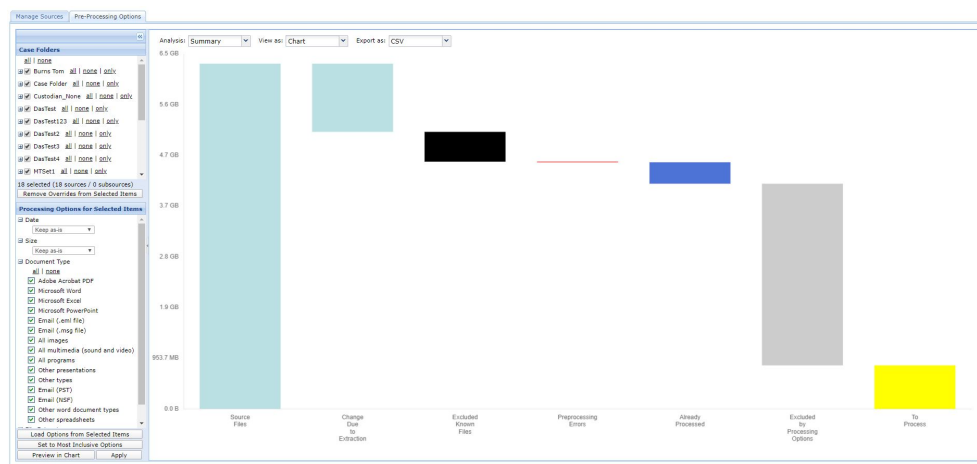 Manage Sources Pre-Processing Options
Analysis: Summary View as: Chart Export as: CSV
Case Folders
all | none
Burns Tom all | none | only
Case Folder all | none | only
Custodian_None all | none | only
DasTest all | none | only
DasTest123 all | none | only
DasTest2 all | none | only
DasTest3 all | none | only
DasTest4 all | none | only
MTSet1 all | none | only
18 selected (18 sources / 0 subsources)
Remove Overrides from Selected Items
Processing Options for Selected Items
Date
Keep as-is
Size
Keep as-is
Document Type
all | none
Adobe Acrobat PDF
Microsoft Word
Microsoft Excel
Microsoft PowerPoint
Email (.eml file)
Email (.msg file)
All images
All multimedia (sound and video)
All programs
Other presentations
Other types
Email (PST)
Email (NSF)
Other word document types
Other spreadsheets
Load Options from Selected Items
Set to Most Inclusive Options
Preview in Chart Apply
6.5 GB
5.6 GB
4.7 GB
3.7 GB
2.8 GB
1.9 GB
953.7 MB
0.0 B
Source
Files
Change
Due
to
Extraction
Excluded
Known
Files
Preprocessing
Errors
Already
Processed
Excluded
by
Processing
Options
To
Process